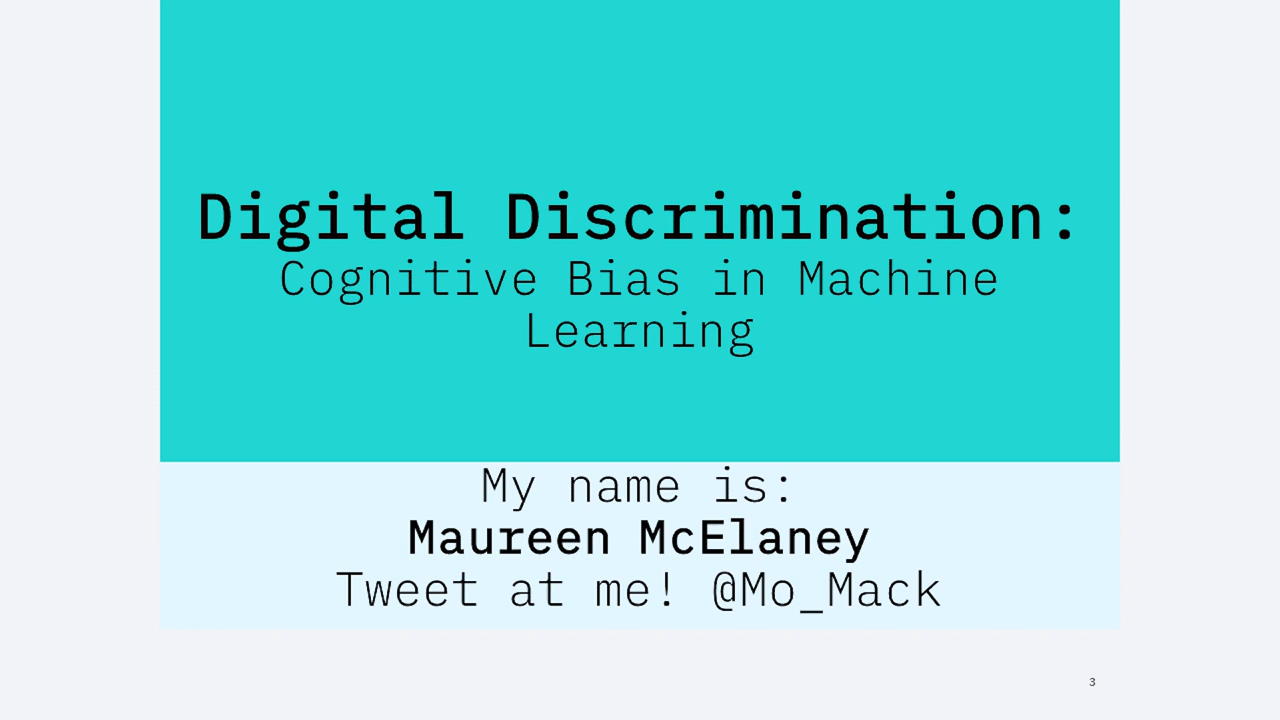 Digital Discrimination:
Cognitive Bias in Machine
Learning
My name is:
Maureen McElaney
Tweet at me! @Mo_Mack
3